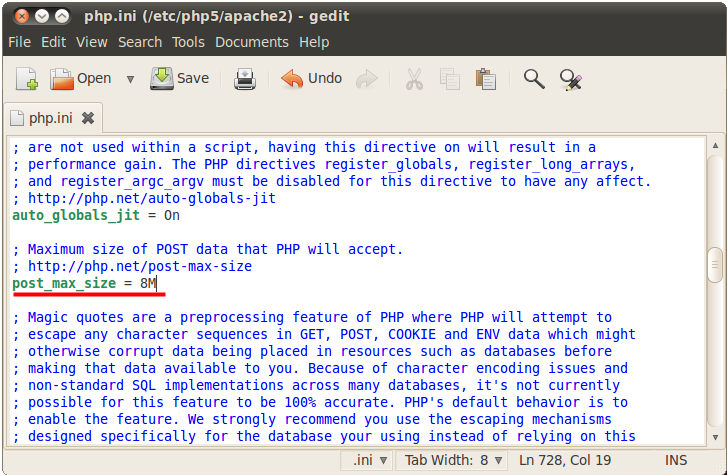 php.ini (/etc/php5/apache2) - gedit
File Edit View Search Tools Documents Help
Open Save Undo
php.ini
; are not used within a script, having this directive on will result in a
; performance gain. The PHP directives register_globals, register_long_arrays,
; and register_argc_argv must be disabled for this directive to have any affect.
; http://php.net/auto-globals-jit
auto_globals_jit = On
; Maximum size of POST data that PHP will accept.
; http://php.net/post-max-size
post_max_size = 8M
; Magic quotes are a preprocessing feature of PHP where PHP will attempt to
; escape any character sequences in GET, POST, COOKIE and ENV data which might
; otherwise corrupt data being placed in resources such as databases before
; making that data available to you. Because of character encoding issues and
; non-standard SQL implementations across many databases, it's not currently
; possible for this feature to be 100% accurate. PHP's default behavior is to
; enable the feature. We strongly recommend you use the escaping mechanisms
; designed specifically for the database your using instead of relying on this
.ini Tab Width: 8 Ln 728, Col 19 INS